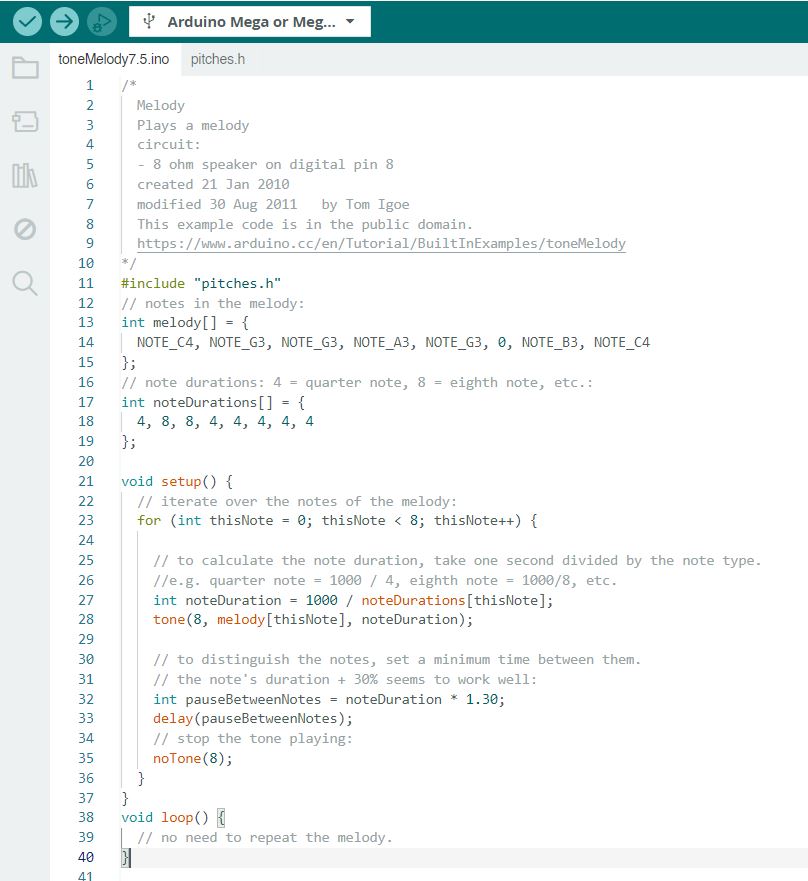 Arduino Mega or Meg...
toneMelody7.5.ino pitches.h
1 /*
2 Melody
3 Plays a melody
4 circuit:
5 - 8 ohm speaker on digital pin 8
6 created 21 Jan 2010
7 modified 30 Aug 2011   by Tom Igoe
8 This example code is in the public domain.
9 https://www.arduino.cc/en/Tutorial/BuiltInExamples/toneMelody
10 */
11 #include "pitches.h"
12 // notes in the melody:
13 int melody[] = {
14   NOTE_C4, NOTE_G3, NOTE_G3, NOTE_A3, NOTE_G3, 0, NOTE_B3, NOTE_C4
15 };
16 // note durations: 4 = quarter note, 8 = eighth note, etc.:
17 int noteDurations[] = {
18   4, 8, 8, 4, 4, 4, 4, 4
19 };
20
21 void setup() {
22   // iterate over the notes of the melody:
23   for (int thisNote = 0; thisNote < 8; thisNote++) {
24
25     // to calculate the note duration, take one second divided by the note type.
26     //e.g. quarter note = 1000 / 4, eighth note = 1000/8, etc.
27     int noteDuration = 1000 / noteDurations[thisNote];
28     tone(8, melody[thisNote], noteDuration);
29
30     // to distinguish the notes, set a minimum time between them.
31     // the note's duration + 30% seems to work well:
32     int pauseBetweenNotes = noteDuration * 1.30;
33     delay(pauseBetweenNotes);
34     // stop the tone playing:
35     noTone(8);
36   }
37 }
38 void loop() {
39   // no need to repeat the melody.
40 }
41